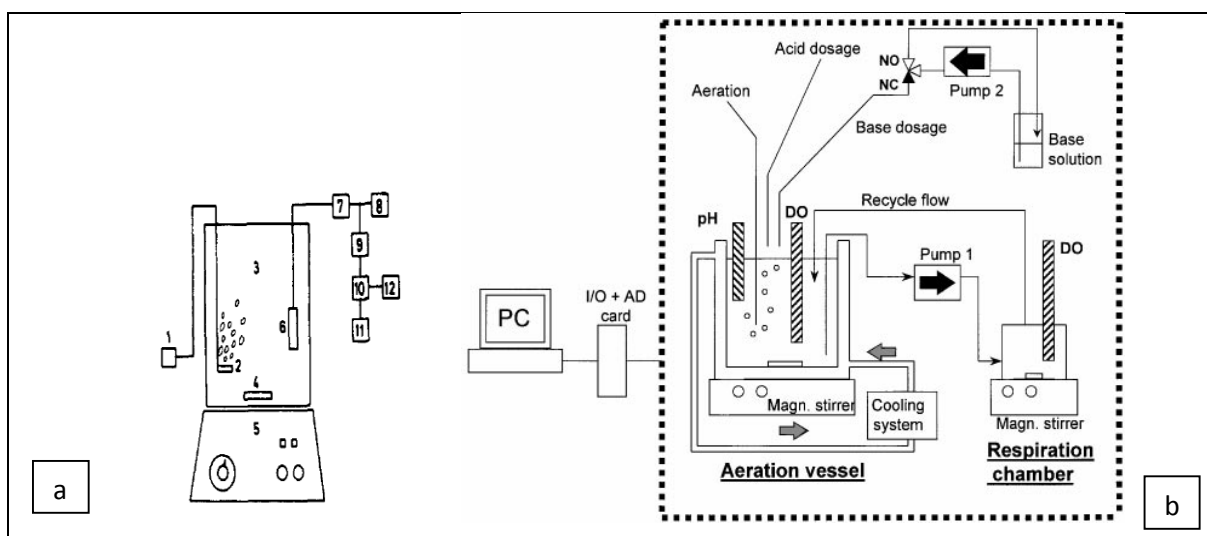 1
2
3
4
5
6
7
8
9
10
12
11
a
Acid dosage
Aeration
NO
NC
Pump 2
Base dosage
Base
solution
pH
DO
Recycle flow
Pump 1
DO
PC
I/O + AD
card
Magn. stirrer
Cooling
system
Magn. stirrer
Aeration vessel
Respiration
chamber
b